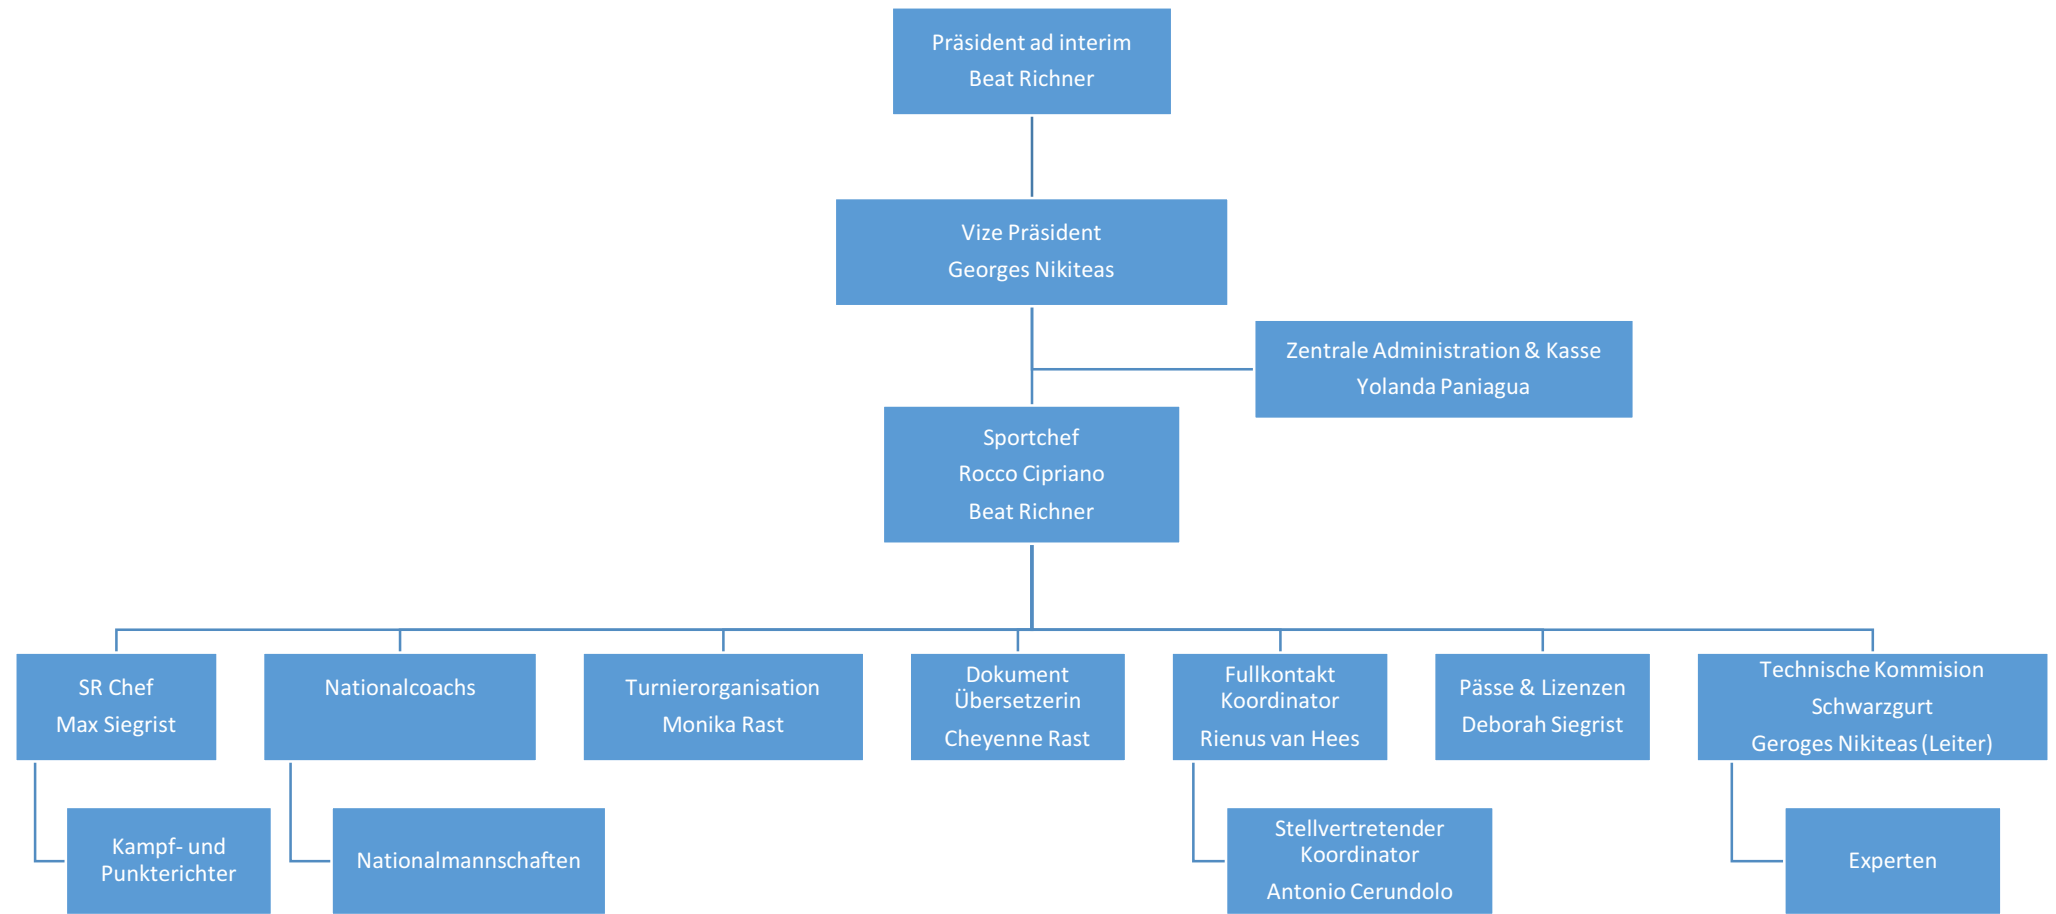 Präsident ad interim
Beat Richner
Vize Präsident
Georges Nikiteas
Zentrale Administration & Kasse
Yolanda Paniagua
Sportchef
Rocco Cipriano
Beat Richner
SR Chef
Max Siegrist
Nationalcoachs
Turnierorganisation
Monika Rast
Dokument
Übersetzerin
Cheyenne Rast
Fullkontakt
Koordinator
Rienus van Hees
Pässe & Lizenzen
Deborah Siegrist
Technische Kommision
Schwarzgurt
Geroges Nikiteas (Leiter)
Kampf- und
Punkterichter
Nationalmannschaften
Stellvertretender
Koordinator
Antonio Cerundolo
Experten